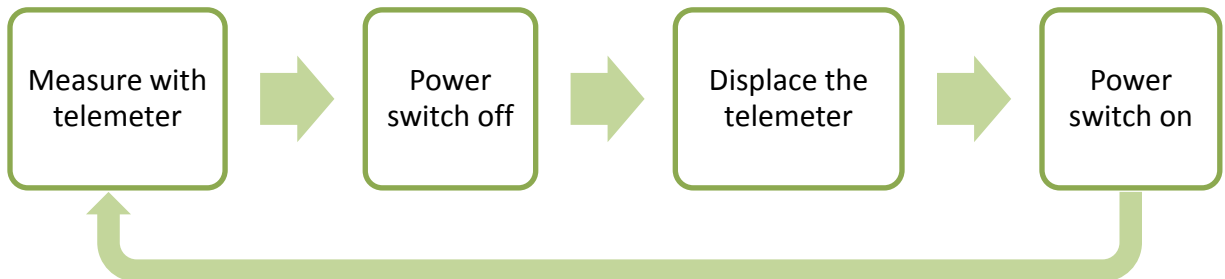 Measure with
telemeter
Power
switch off
Displace the
telemeter
Power
switch on